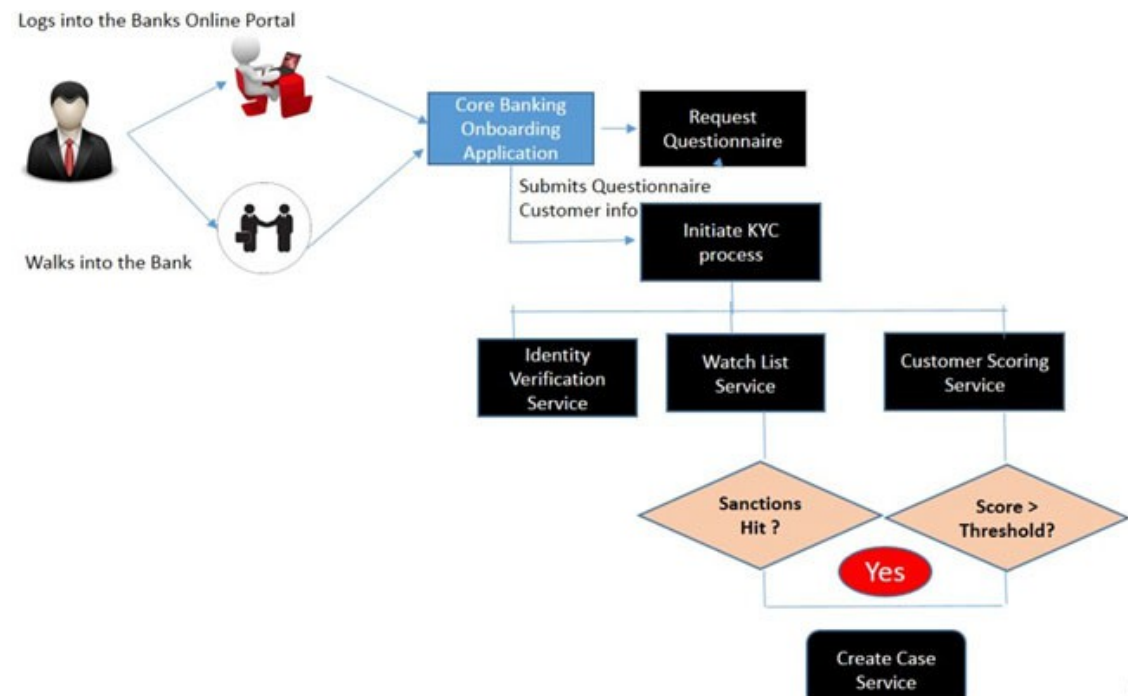 Logs into the Banks Online Portal
Core Banking
Onboarding
Application
Request
Questionnaire
Submits Questionnaire
Customer info
Walks into the Bank
Initiate KYC
process
Identity
Verification
Service
Watch List
Service
Customer Scoring
Service
Sanctions
Hit ?
Score >
Threshold?
Yes
Create Case
Service